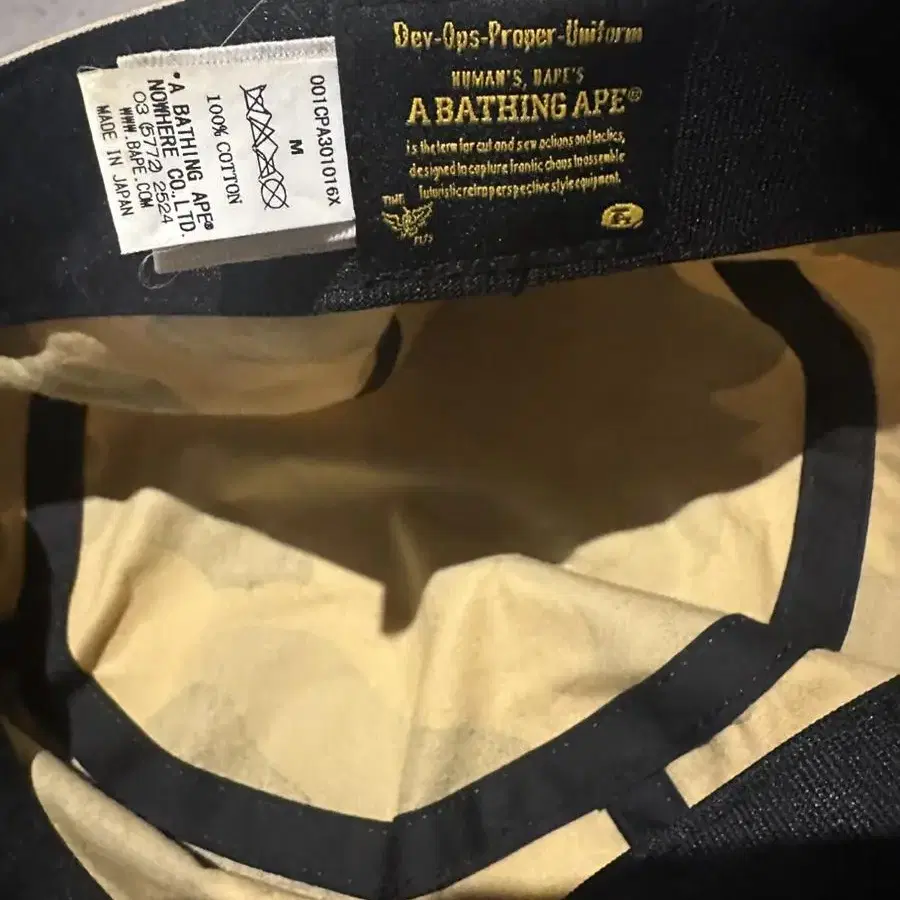 001CPA301016X
M
100% COTTON
"A BATHING APE®
NOWHERE CO.,LTD.
03 (5772) 2524
WWW.BAPE.COM
MADE IN JAPAN
Dev-Ops-Proper-Uniform
HUMAN'S, BAPE'S
A BATHING APE®
is the term for cut and sew actions and tactics,
designed to capture frantic chaos to assemble
futuristic retro perspective style equipment.
TIME